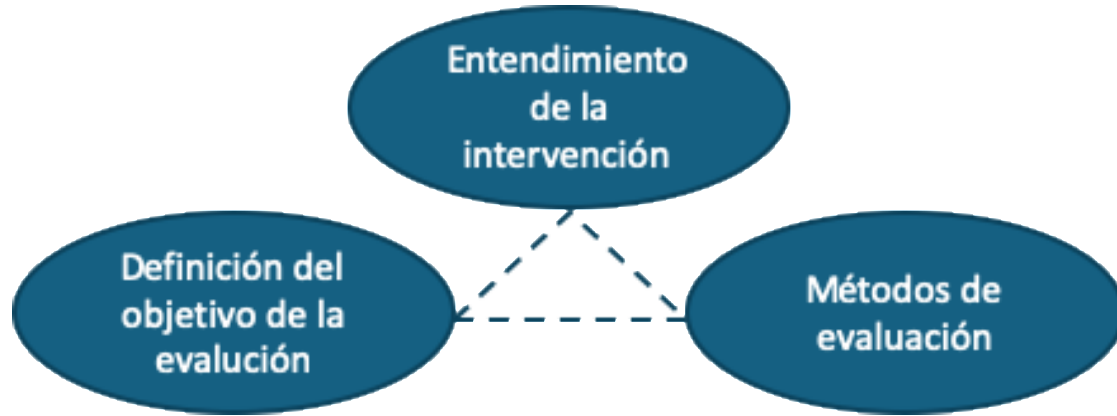 Entendimiento
de la
intervención
Definición del
objetivo de la
evalución
Métodos de
evaluación